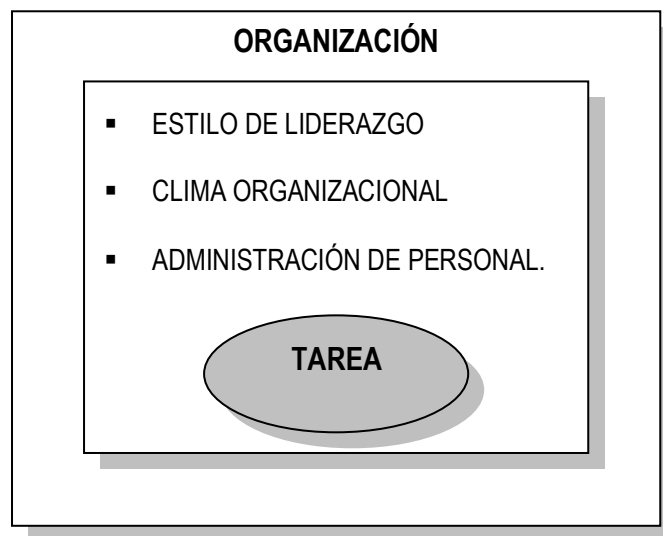 ORGANIZACIÓN
▪ ESTILO DE LIDERAZGO
▪ CLIMA ORGANIZACIONAL
▪ ADMINISTRACIÓN DE PERSONAL.
TAREA